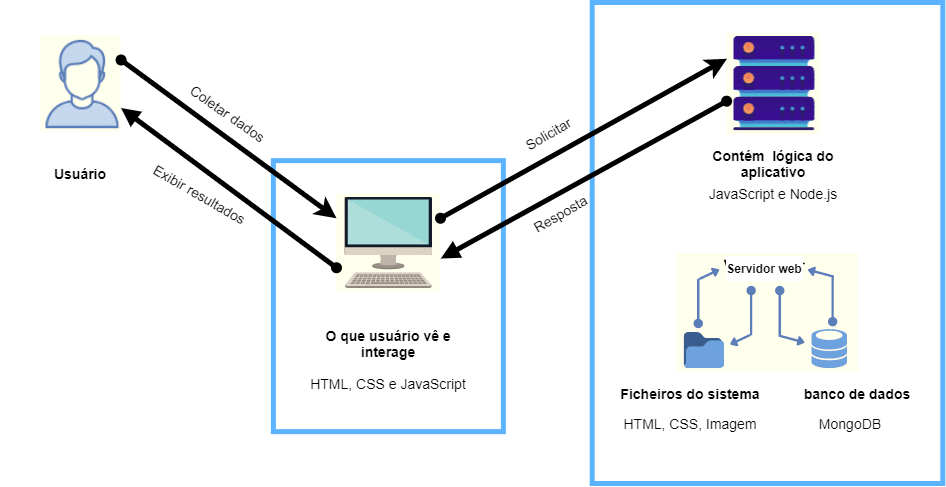 Usuário
Coletar dados
Exibir resultados
O que usuário vê e
interage
HTML, CSS e JavaScript
Solicitar
Resposta
Contém lógica do
aplicativo
JavaScript e Node.js
Servidor web
Ficheiros do sistema
HTML, CSS, Imagem
banco de dados
MongoDB